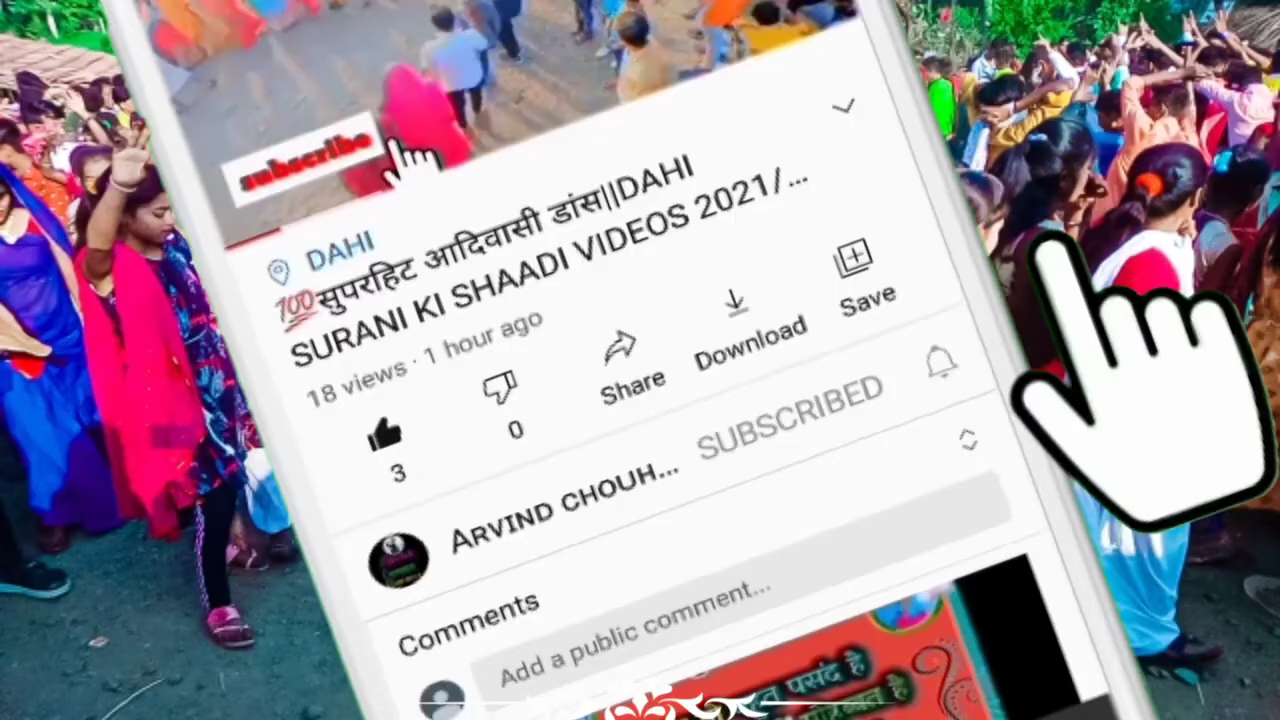 subscribe
DAHI
💯सुपरहिट आदिवासी डांस||DAHI
SURANI KI SHAADI VIDEOS 2021/...
18 views · 1 hour ago
3
0
Share
Download
Save
ARVIND CHOUH...
SUBSCRIBED
Comments
Add a public comment...
पसंद है
है